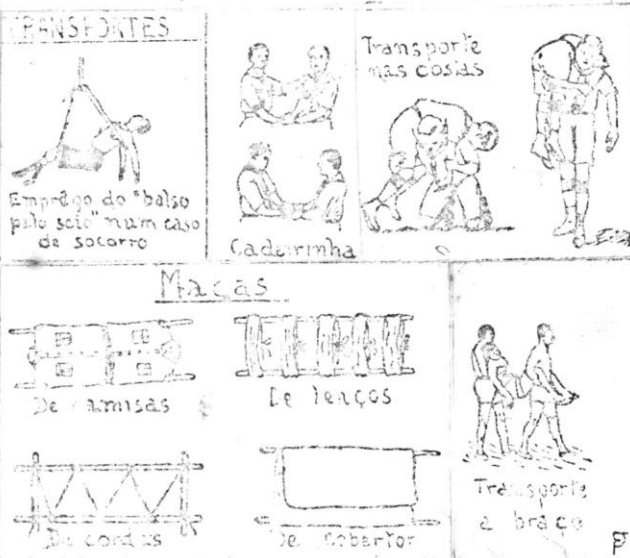 TRANSPORTES
Emprêgo do "balso
pelo seio" num caso
de socorro
Cadeirinha
Transporte
nas costas
Macas
De camisas
De lenços
De cordas
De cobertor
Transporte
a braço